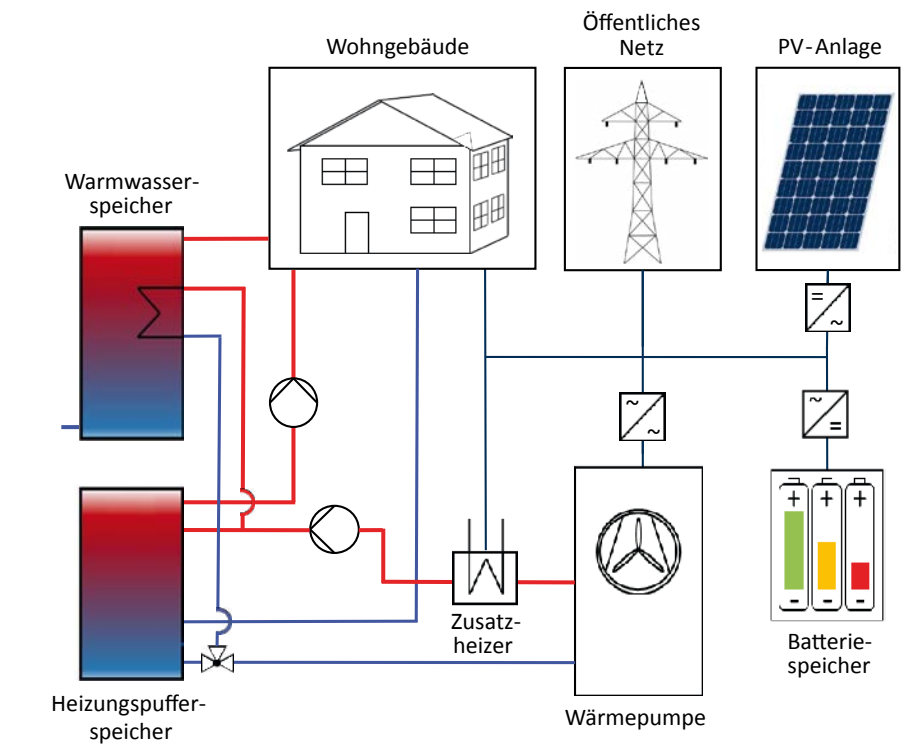 Wohngebäude
Öffentliches
Netz
PV-Anlage
Warmwasser-
speicher
=
~
~
~
~
=
+
+
+
-
-
-
Zusatz-
heizer
Batterie-
speicher
Heizungspuffer-
speicher
Wärmepumpe